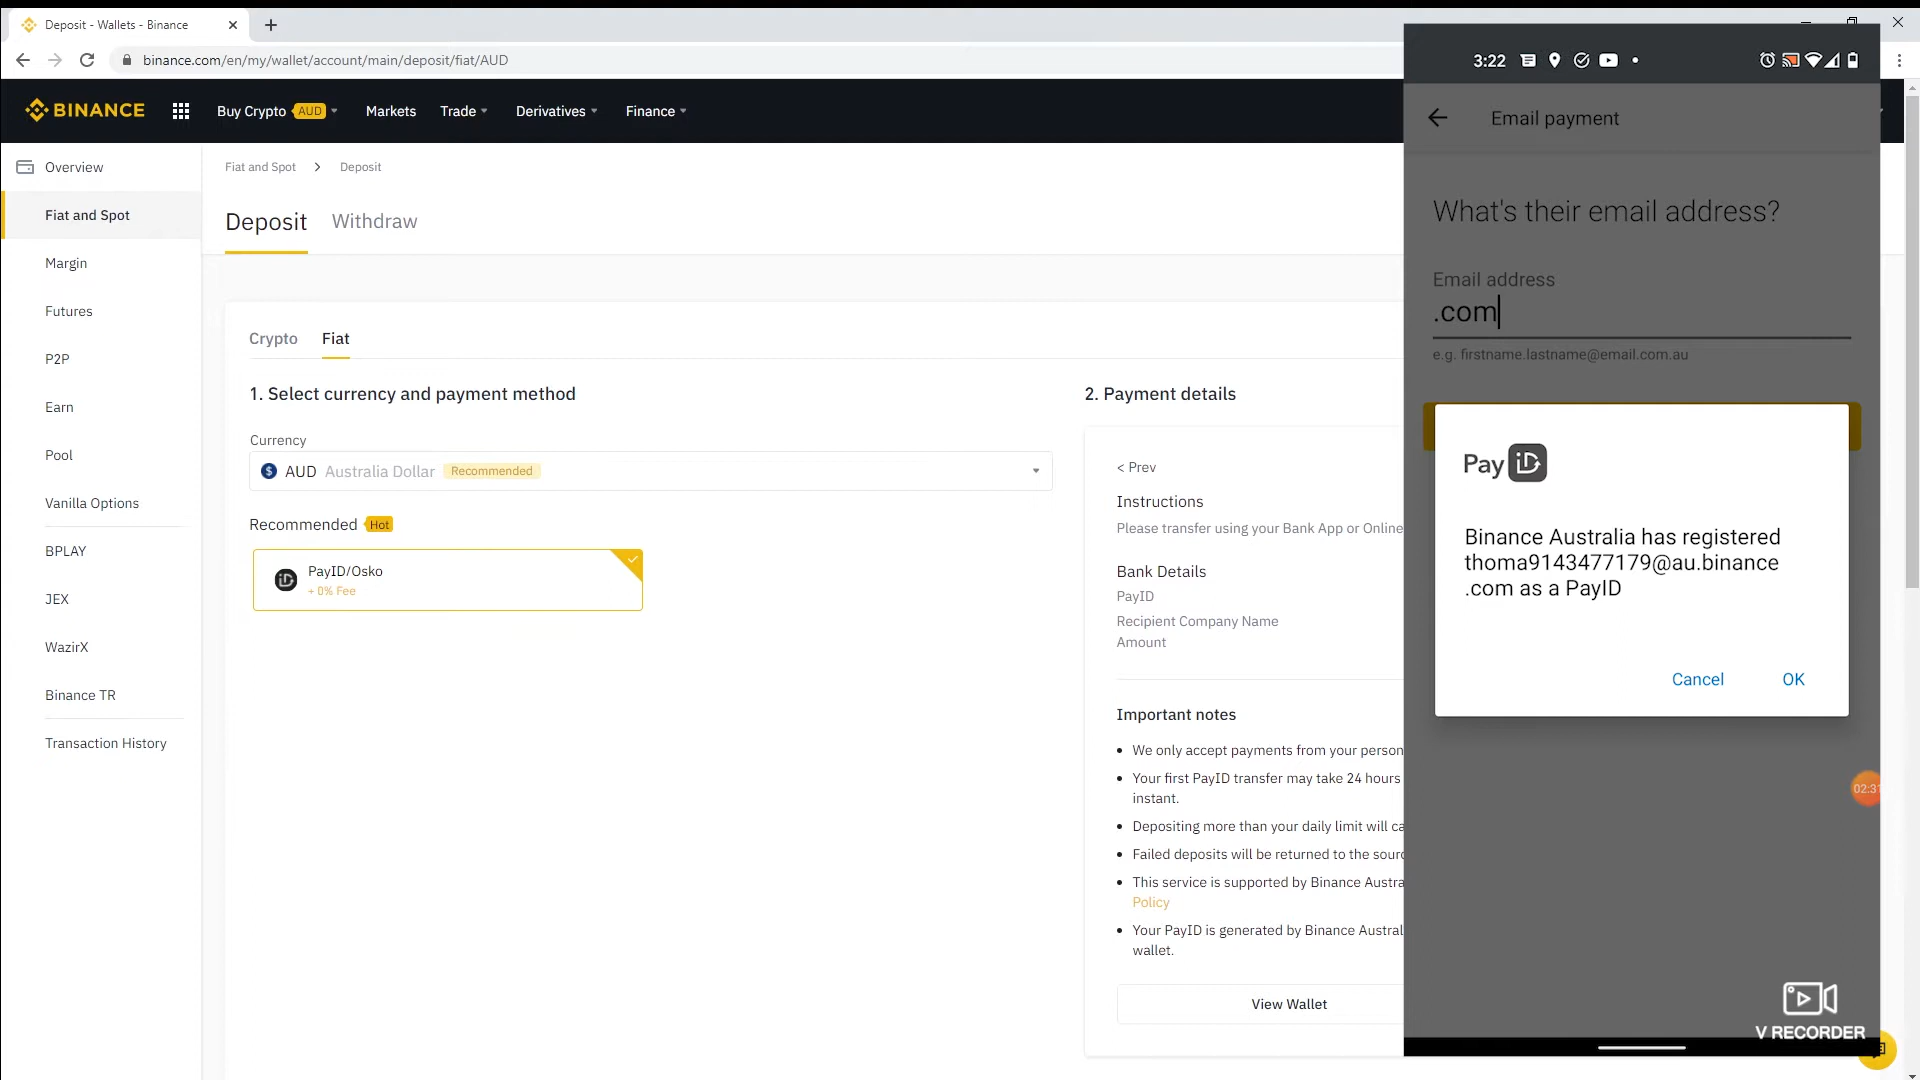 Deposit - Wallets - Binance
binance.com/en/my/wallet/account/main/deposit/fiat/AUD
BINANCE
Buy Crypto AUD
Markets
Trade
Derivatives
Finance
Overview
Fiat and Spot
Margin
Futures
P2P
Earn
Pool
Vanilla Options
BPLAY
JEX
WazirX
Binance TR
Transaction History
Fiat and Spot > Deposit
Deposit
Withdraw
Crypto
Fiat
1. Select currency and payment method
Currency
AUD Australia Dollar Recommended
Recommended Hot
PayID/Osko
+ 0% Fee
2. Payment details
< Prev
Instructions
Please transfer using your Bank App or Online
Bank Details
PayID
Recipient Company Name
Amount
Important notes
We only accept payments from your person
Your first PayID transfer may take 24 hours
instant.
Depositing more than your daily limit will ca
Failed deposits will be returned to the sourc
This service is supported by Binance Austra
Policy
Your PayID is generated by Binance Austral
wallet.
View Wallet
3:22
Email payment
What's their email address?
Email address
.com
e.g. firstname.lastname@email.com.au
Pay iD
Binance Australia has registered
thoma9143477179@au.binance
.com as a PayID
Cancel
OK
02:31
V RECORDER